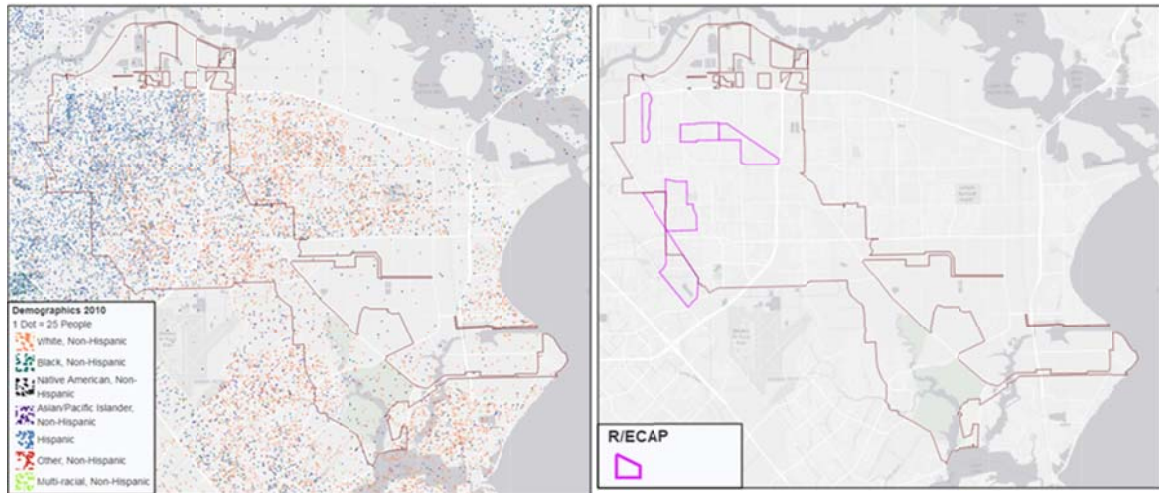 Demographics 2010
1 Dot = 25 People
White, Non-Hispanic
Black, Non-Hispanic
Native American, Non-
Hispanic
Asian/Pacific Islander,
Non-Hispanic
Hispanic
Other, Non-Hispanic
Multi-racial, Non-Hispanic
R/ECAP